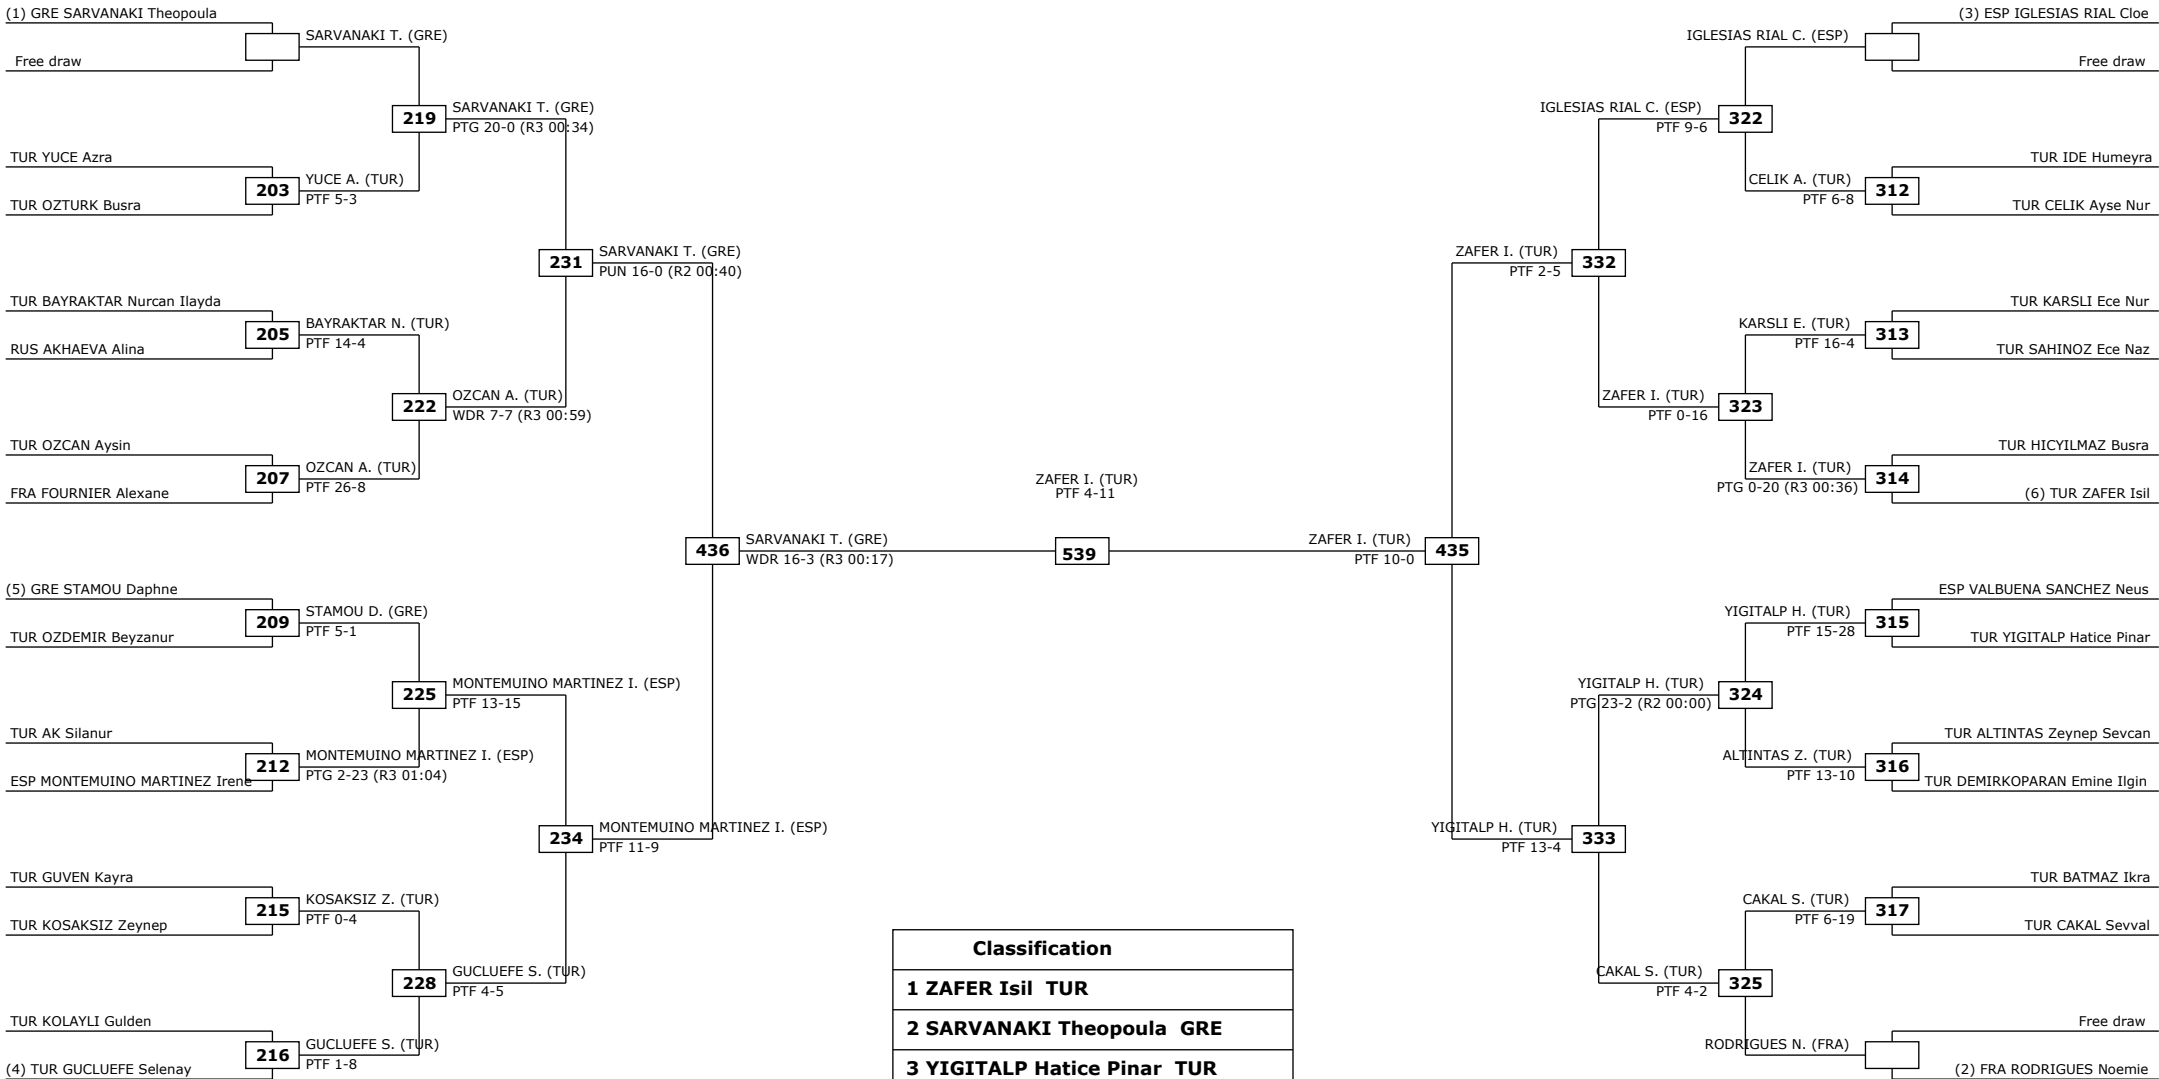 (1) GRE SARVANAKI Theopoula
SARVANAKI T. (GRE)
Free draw
219
SARVANAKI T. (GRE)
PTG 20-0 (R3 00:34)
TUR YUCE Azra
203
YUCE A. (TUR)
PTF 5-3
TUR OZTURK Busra
231
SARVANAKI T. (GRE)
PUN 16-0 (R2 00:40)
TUR BAYRAKTAR Nurcan Ilayda
205
BAYRAKTAR N. (TUR)
PTF 14-4
RUS AKHAEVA Alina
222
OZCAN A. (TUR)
WDR 7-7 (R3 00:59)
TUR OZCAN Aysin
207
OZCAN A. (TUR)
PTF 26-8
FRA FOURNIER Alexane
436
SARVANAKI T. (GRE)
WDR 16-3 (R3 00:17)
(5) GRE STAMOU Daphne
209
STAMOU D. (GRE)
PTF 5-1
TUR OZDEMIR Beyzanur
225
MONTEMUINO MARTINEZ I. (ESP)
PTF 13-15
TUR AK Silanur
212
MONTEMUINO MARTINEZ I. (ESP)
PTG 2-23 (R3 01:04)
ESP MONTEMUINO MARTINEZ Irene
234
MONTEMUINO MARTINEZ I. (ESP)
PTF 11-9
TUR GUVEN Kayra
215
KOSAKSIZ Z. (TUR)
PTF 0-4
TUR KOSAKSIZ Zeynep
228
GUCLUEFE S. (TUR)
PTF 4-5
TUR KOLAYLI Gulden
216
GUCLUEFE S. (TUR)
PTF 1-8
(4) TUR GUCLUEFE Selenay
ZAFER I. (TUR)
PTF 4-11
539
(3) ESP IGLESIAS RIAL Cloe
IGLESIAS RIAL C. (ESP)
Free draw
IGLESIAS RIAL C. (ESP)
PTF 9-6
322
TUR IDE Humeyra
CELIK A. (TUR)
PTF 6-8
312
TUR CELIK Ayse Nur
ZAFER I. (TUR)
PTF 2-5
332
TUR KARSLI Ece Nur
KARSLI E. (TUR)
PTF 16-4
313
TUR SAHINOZ Ece Naz
ZAFER I. (TUR)
PTF 0-16
323
TUR HICYILMAZ Busra
ZAFER I. (TUR)
PTG 0-20 (R3 00:36)
314
(6) TUR ZAFER Isil
ZAFER I. (TUR)
PTF 10-0
435
ESP VALBUENA SANCHEZ Neus
YIGITALP H. (TUR)
PTF 15-28
315
TUR YIGITALP Hatice Pinar
YIGITALP H. (TUR)
PTG 23-2 (R2 00:00)
324
TUR ALTINTAS Zeynep Sevcan
ALTINTAS Z. (TUR)
PTF 13-10
316
TUR DEMIRKOPARAN Emine Ilgin
YIGITALP H. (TUR)
PTF 13-4
333
TUR BATMAZ Ikra
CAKAL S. (TUR)
PTF 6-19
317
TUR CAKAL Sevval
CAKAL S. (TUR)
PTF 4-2
325
Free draw
RODRIGUES N. (FRA)
(2) FRA RODRIGUES Noemie
Classification
1 ZAFER Isil TUR
2 SARVANAKI Theopoula GRE
3 YIGITALP Hatice Pinar TUR